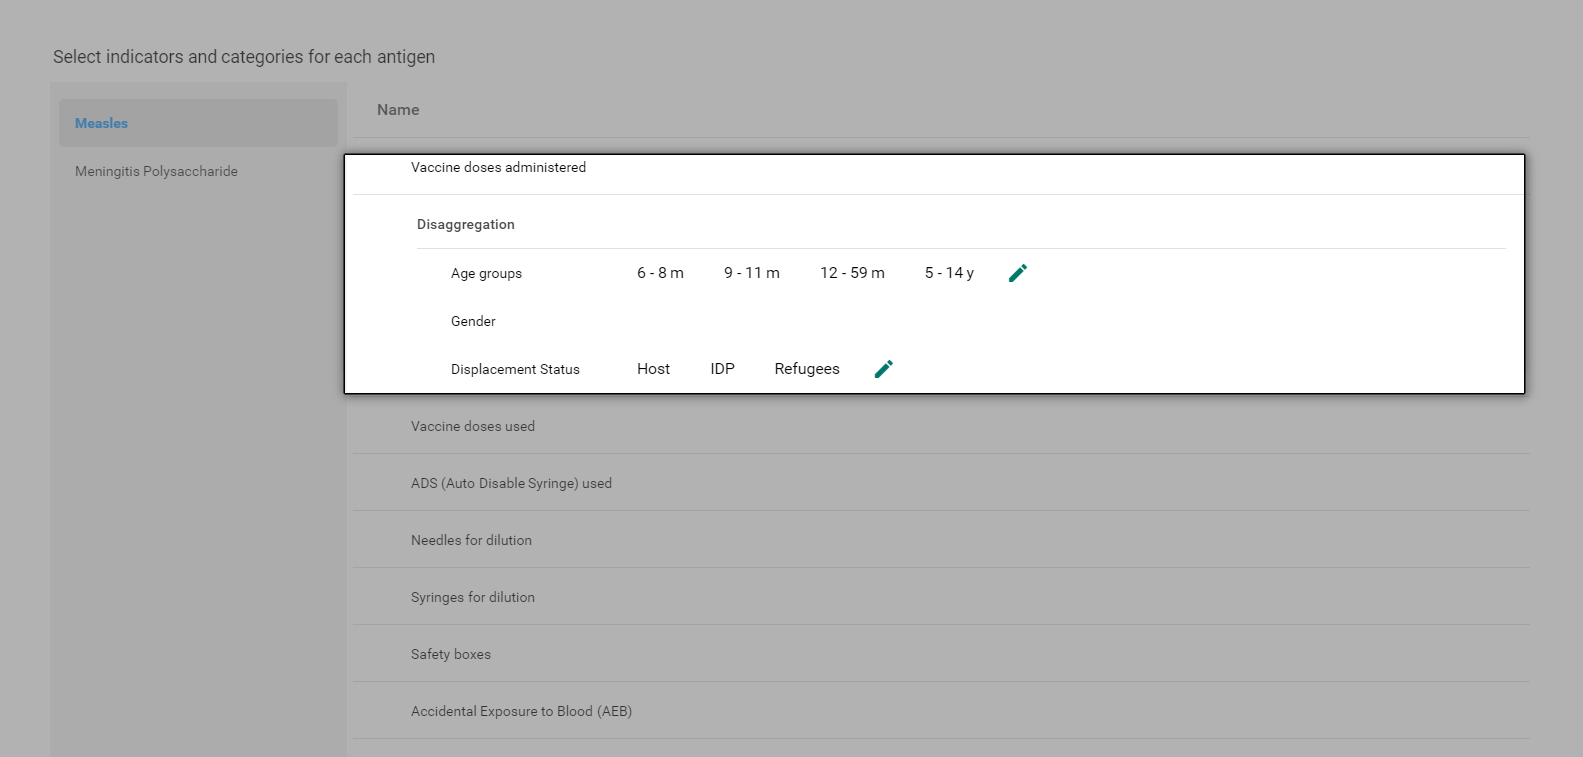 Select indicators and categories for each antigen
Measles
Meningitis Polysaccharide
Name
Vaccine doses administered
Disaggregation
Age groups 6 - 8 m 9 - 11 m 12 - 59 m 5 - 14 y
Gender
Displacement Status Host IDP Refugees
Vaccine doses used
ADS (Auto Disable Syringe) used
Needles for dilution
Syringes for dilution
Safety boxes
Accidental Exposure to Blood (AEB)